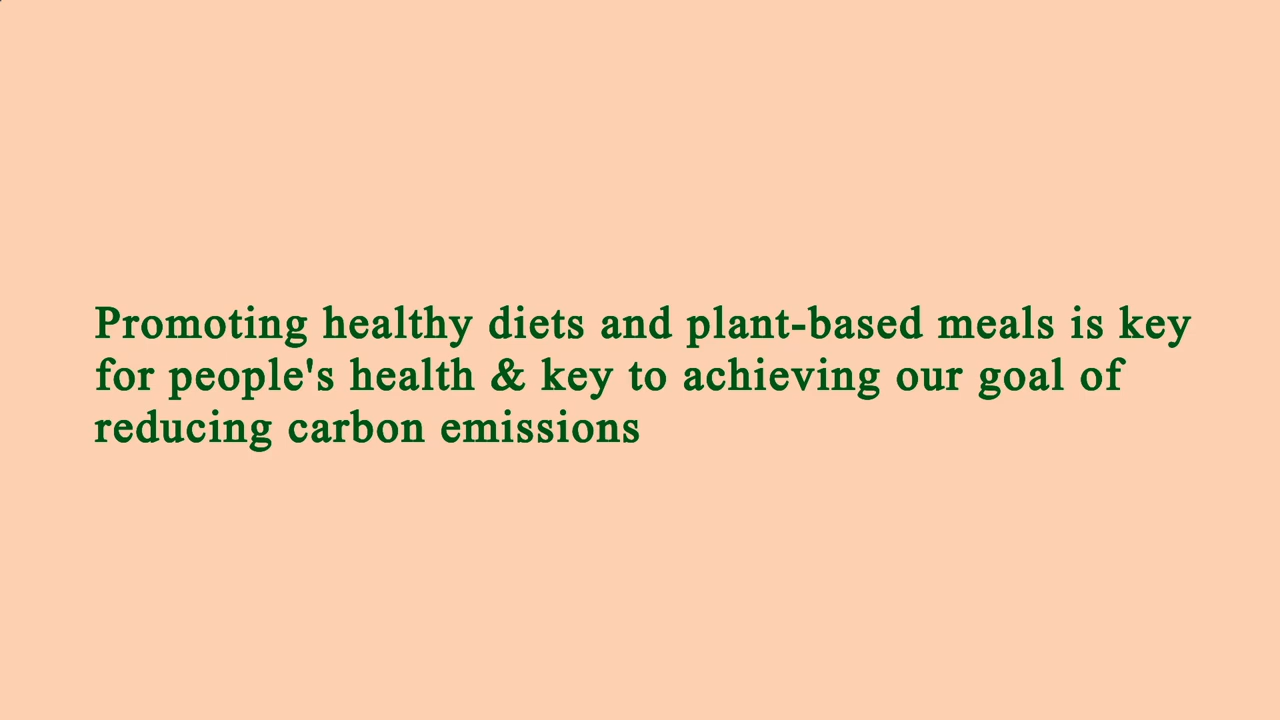 Promoting healthy diets and plant-based meals is key
for people's health & key to achieving our goal of
reducing carbon emissions